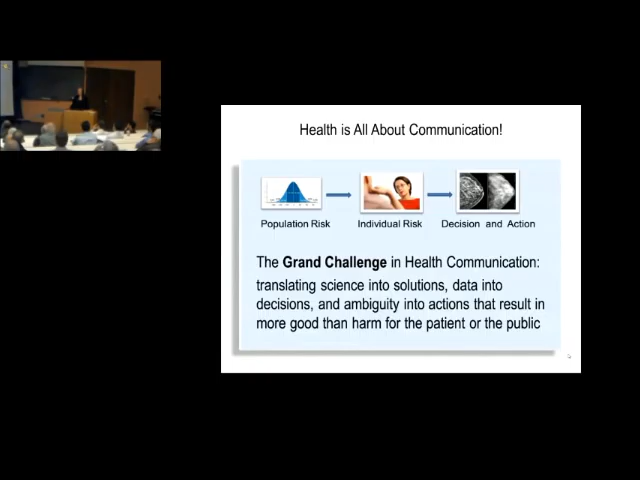 Health is All About Communication!
Population Risk Individual Risk Decision and Action
The Grand Challenge in Health Communication:
translating science into solutions, data into
decisions, and ambiguity into actions that result in
more good than harm for the patient or the public